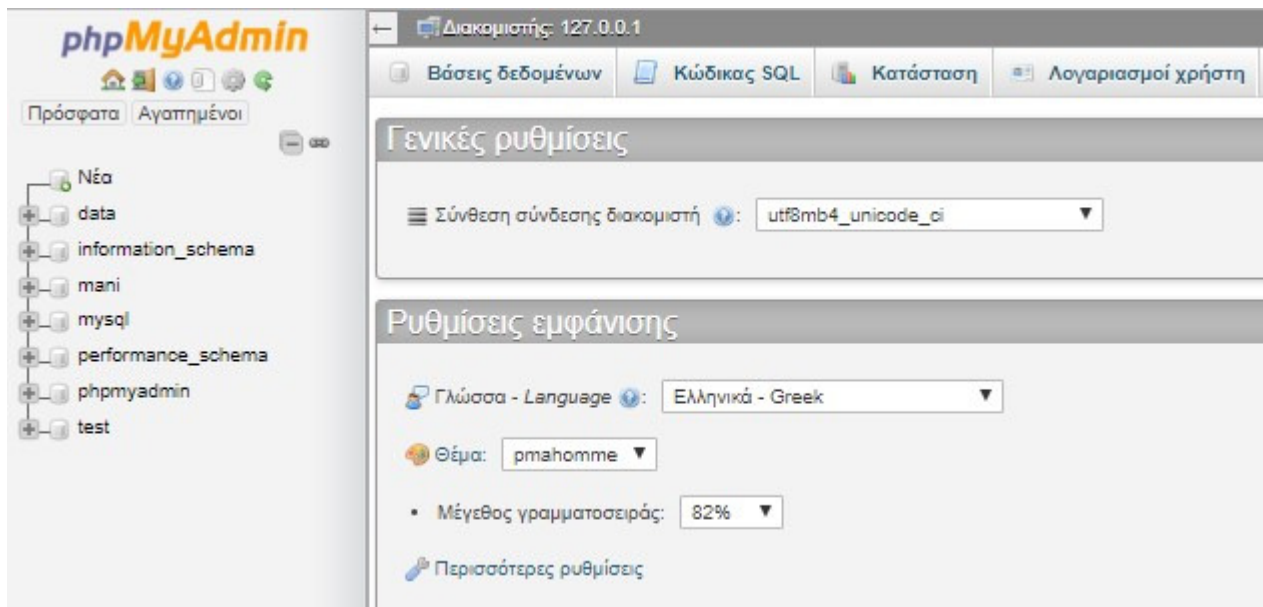 phpMyAdmin
Πρόσφατα Αγαπημένοι
Νέα
data
information_schema
mani
mysql
performance_schema
phpmyadmin
test
Διακομιστής: 127.0.0.1
Βάσεις δεδομένων Κώδικας SQL Κατάσταση Λογαριασμοί χρήστη
Γενικές ρυθμίσεις
Σύνθεση σύνδεσης διακομιστή : utf8mb4_unicode_ci
Ρυθμίσεις εμφάνισης
Γλώσσα - Language : Ελληνικά - Greek
Θέμα: pmahomme
• Μέγεθος γραμματοσειράς: 82%
Περισσότερες ρυθμίσεις